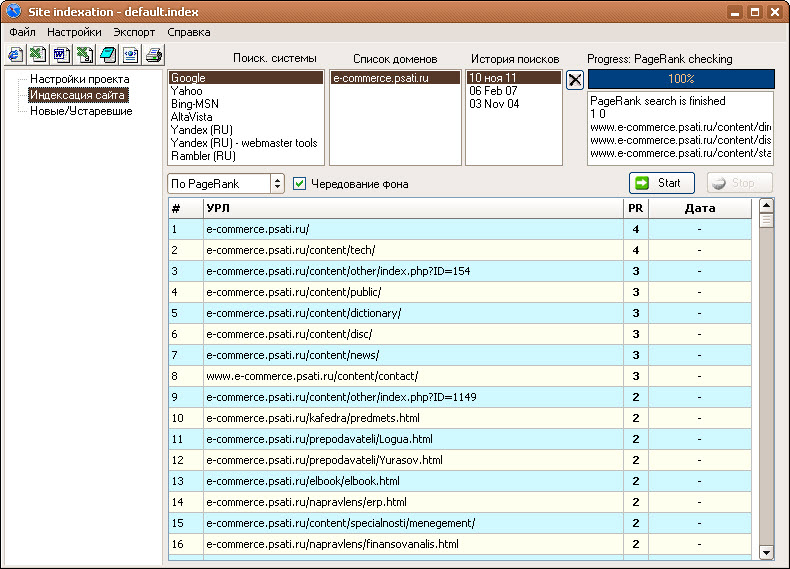 Site indexation - default.index
Файл Настройки Экспорт Справка
Поиск. системы Список доменов История поисков Progress: PageRank checking
Настройки проекта
Индексация сайта
Новые/Устаревшие
Google
Yahoo
Bing-MSN
AltaVista
Yandex (RU)
Yandex (RU) - webmaster tools
Rambler (RU)
e-commerce.psati.ru
10 ноя 11
06 Feb 07
03 Nov 04
100%
PageRank search is finished
1 0
www.e-commerce.psati.ru/content/dir
www.e-commerce.psati.ru/content/dis
www.e-commerce.psati.ru/content/sta
По PageRank Чередование фона Start Stop
# УРЛ PR Дата
1 e-commerce.psati.ru/ 4 -
2 e-commerce.psati.ru/content/tech/ 4 -
3 e-commerce.psati.ru/content/other/index.php?ID=154 3 -
4 e-commerce.psati.ru/content/public/ 3 -
5 e-commerce.psati.ru/content/dictionary/ 3 -
6 e-commerce.psati.ru/content/disc/ 3 -
7 e-commerce.psati.ru/content/news/ 3 -
8 www.e-commerce.psati.ru/content/contact/ 3 -
9 e-commerce.psati.ru/content/other/index.php?ID=1149 2 -
10 e-commerce.psati.ru/kafedra/predmets.html 2 -
11 e-commerce.psati.ru/prepodavateli/Logua.html 2 -
12 e-commerce.psati.ru/prepodavateli/Yurasov.html 2 -
13 e-commerce.psati.ru/elbook/elbook.html 2 -
14 e-commerce.psati.ru/napravlens/erp.html 2 -
15 e-commerce.psati.ru/content/specialnosti/menegement/ 2 -
16 e-commerce.psati.ru/napravlens/finansovanalis.html 2 -